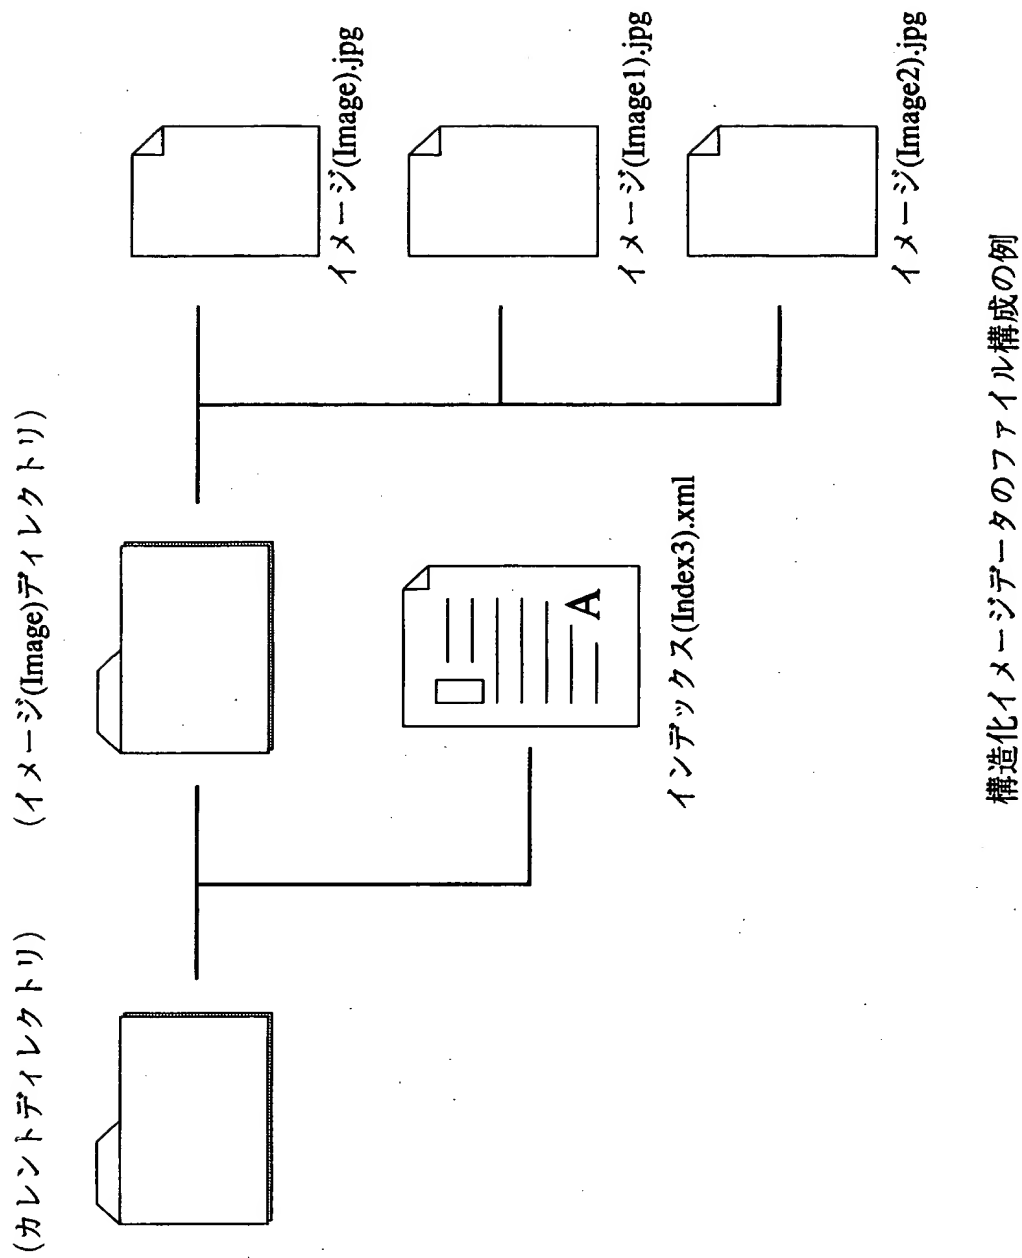 (カレントディレクトリ)
(イメージ(Image)ディレクトリ)
イメージ(Image).jpg
イメージ(Image1).jpg
イメージ(Image2).jpg
インデックス(Index3).xml
A
構造化イメージデータのファイル構成の例